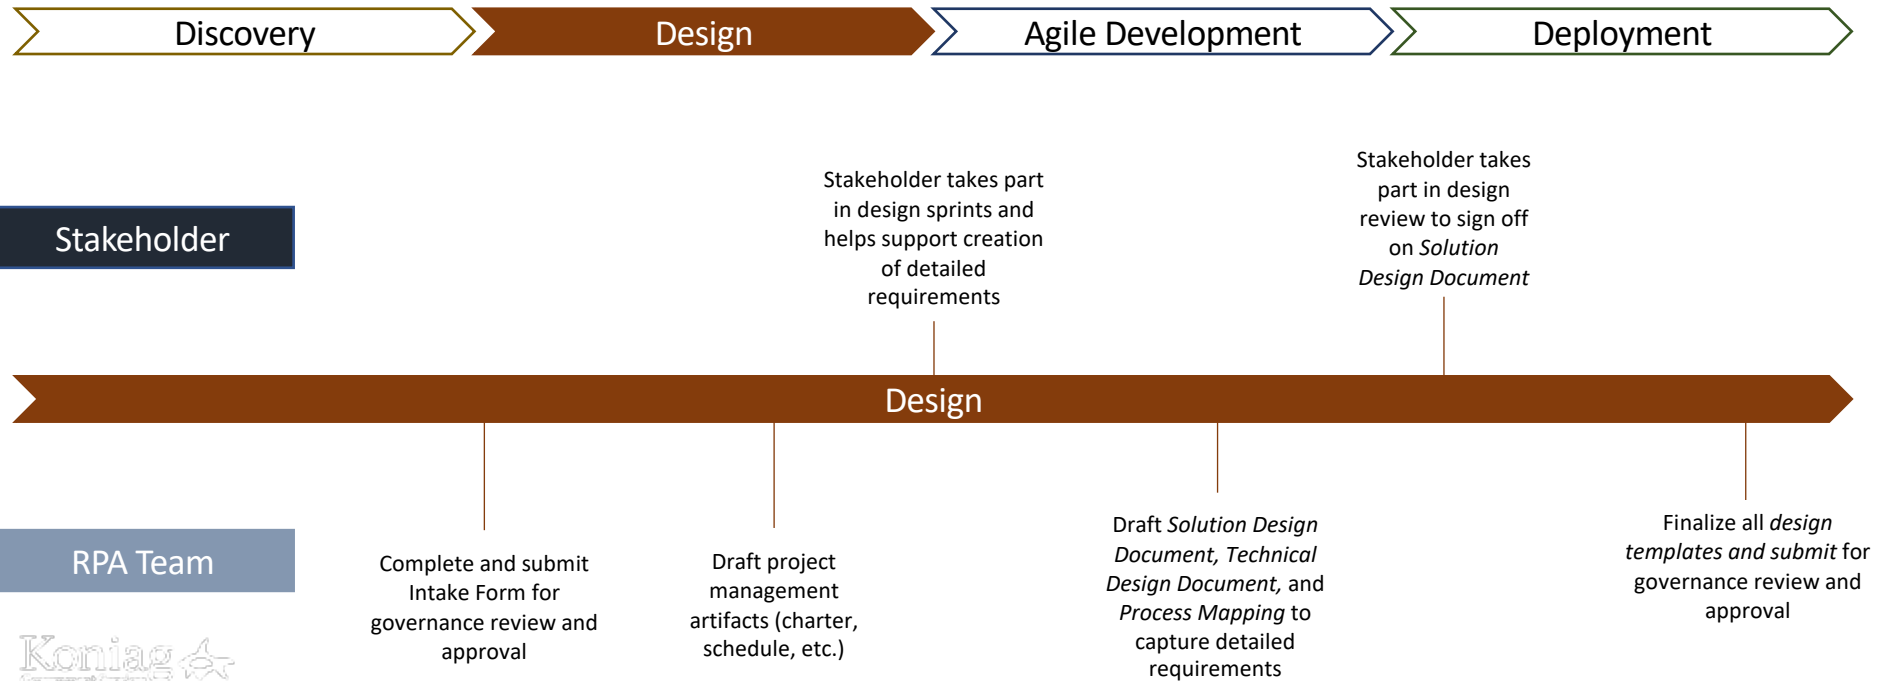 Discovery
Design
Agile Development
Deployment
Stakeholder takes part
in design sprints and
helps support creation
of detailed
requirements
Stakeholder takes
part in design
review to sign off
on Solution
Design Document
Stakeholder
Design
RPA Team
Complete and submit
Intake Form for
governance review and
approval
Draft project
management
artifacts (charter,
schedule, etc.)
Draft Solution Design
Document, Technical
Design Document, and
Process Mapping to
capture detailed
requirements
Finalize all design
templates and submit for
governance review and
approval
Koniag